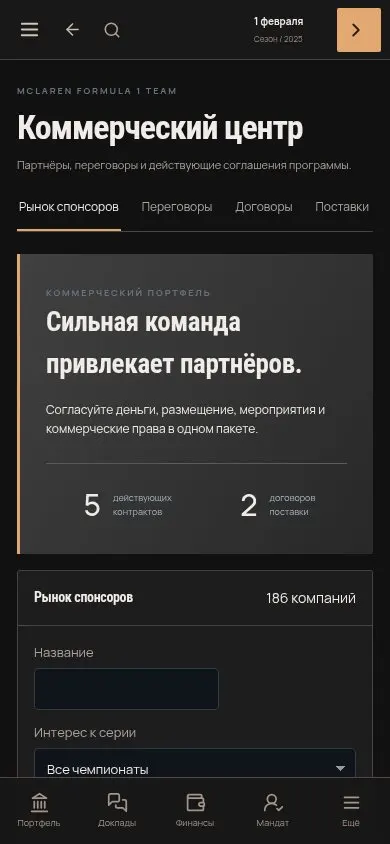 1 февраля
Сезон / 2025
MCLAREN FORMULA 1 TEAM
Коммерческий центр
Партнёры, переговоры и действующие соглашения программы.
Рынок спонсоров Переговоры Договоры Поставки
КОММЕРЧЕСКИЙ ПОРТФЕЛЬ
Сильная команда
привлекает партнёров.
Согласуйте деньги, размещение, мероприятия и
коммерческие права в одном пакете.
5 действующих контрактов
2 договоров поставки
Рынок спонсоров 186 компаний
Название
Интерес к серии
Все чемпионаты
Портфель Доклады Финансы Мандат Ещё